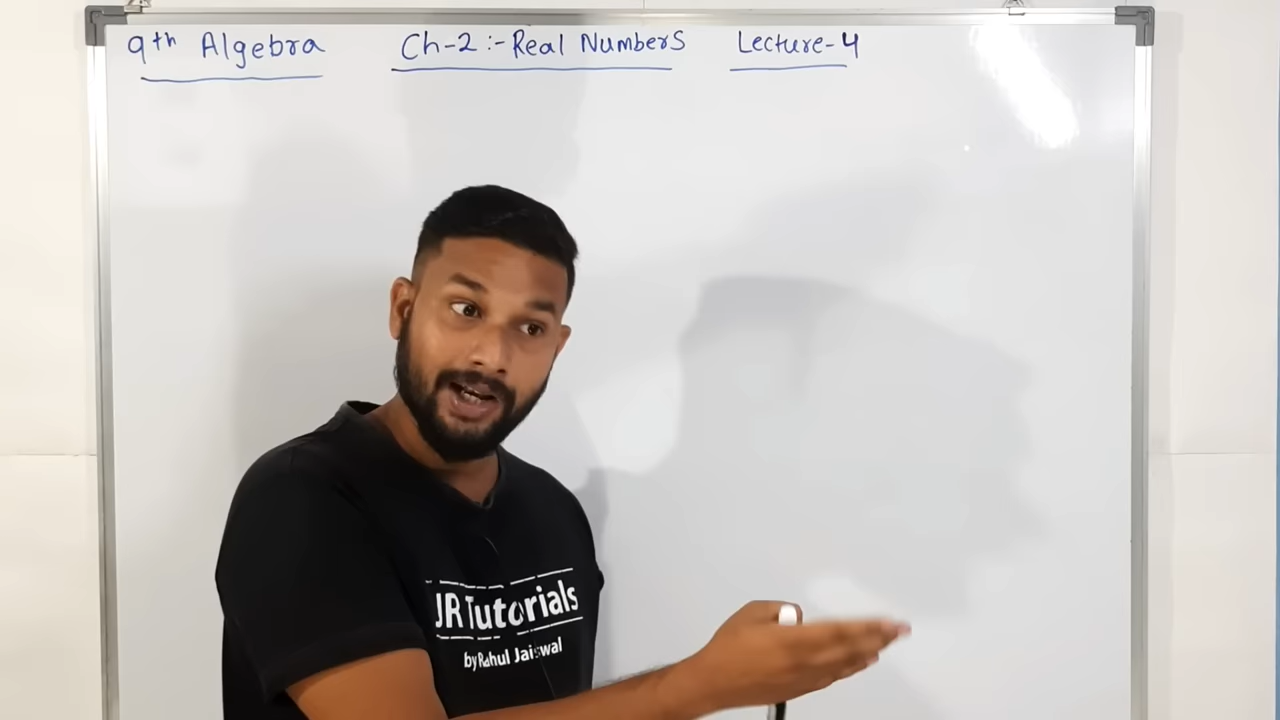 9th Algebra Ch-2 :- Real Numbers Lecture-4
JR Tutorials
by Rahul Jaiswal